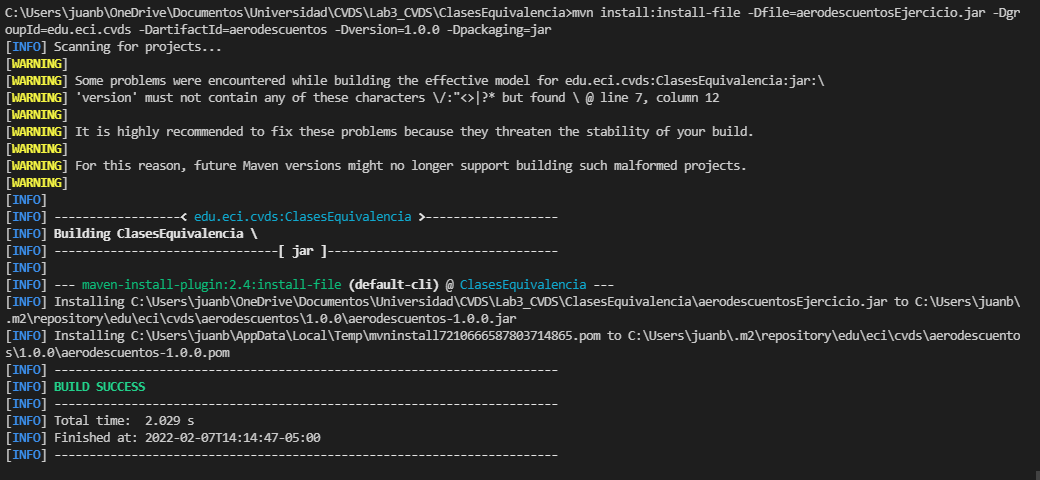 C:\Users\juanb\OneDrive\Documentos\Universidad\CVDS\Lab3_CVDS\ClasesEquivalencia>mvn install:install-file -Dfile=aerodescuentosEjercicio.jar -Dgr
oupId=edu.eci.cvds -DartifactId=aerodescuentos -Dversion=1.0.0 -Dpackaging=jar
[INFO] Scanning for projects...
[WARNING]
[WARNING] Some problems were encountered while building the effective model for edu.eci.cvds:ClasesEquivalencia:jar:\
[WARNING] 'version' must not contain any of these characters \/:"<>|?* but found \ @ line 7, column 12
[WARNING]
[WARNING] It is highly recommended to fix these problems because they threaten the stability of your build.
[WARNING]
[WARNING] For this reason, future Maven versions might no longer support building such malformed projects.
[WARNING]
[INFO]
[INFO] ------------------< edu.eci.cvds:ClasesEquivalencia >-------------------
[INFO] Building ClasesEquivalencia \
[INFO] --------------------------------[ jar ]---------------------------------
[INFO]
[INFO] --- maven-install-plugin:2.4:install-file (default-cli) @ ClasesEquivalencia ---
[INFO] Installing C:\Users\juanb\OneDrive\Documentos\Universidad\CVDS\Lab3_CVDS\ClasesEquivalencia\aerodescuentosEjercicio.jar to C:\Users\juanb\
.m2\repository\edu\eci\cvds\aerodescuentos\1.0.0\aerodescuentos-1.0.0.jar
[INFO] Installing C:\Users\juanb\AppData\Local\Temp\mvninstall7210666587803714865.pom to C:\Users\juanb\.m2\repository\edu\eci\cvds\aerodescuento
s\1.0.0\aerodescuentos-1.0.0.pom
[INFO] ------------------------------------------------------------------------
[INFO] BUILD SUCCESS
[INFO] ------------------------------------------------------------------------
[INFO] Total time:  2.029 s
[INFO] Finished at: 2022-02-07T14:14:47-05:00
[INFO] ------------------------------------------------------------------------